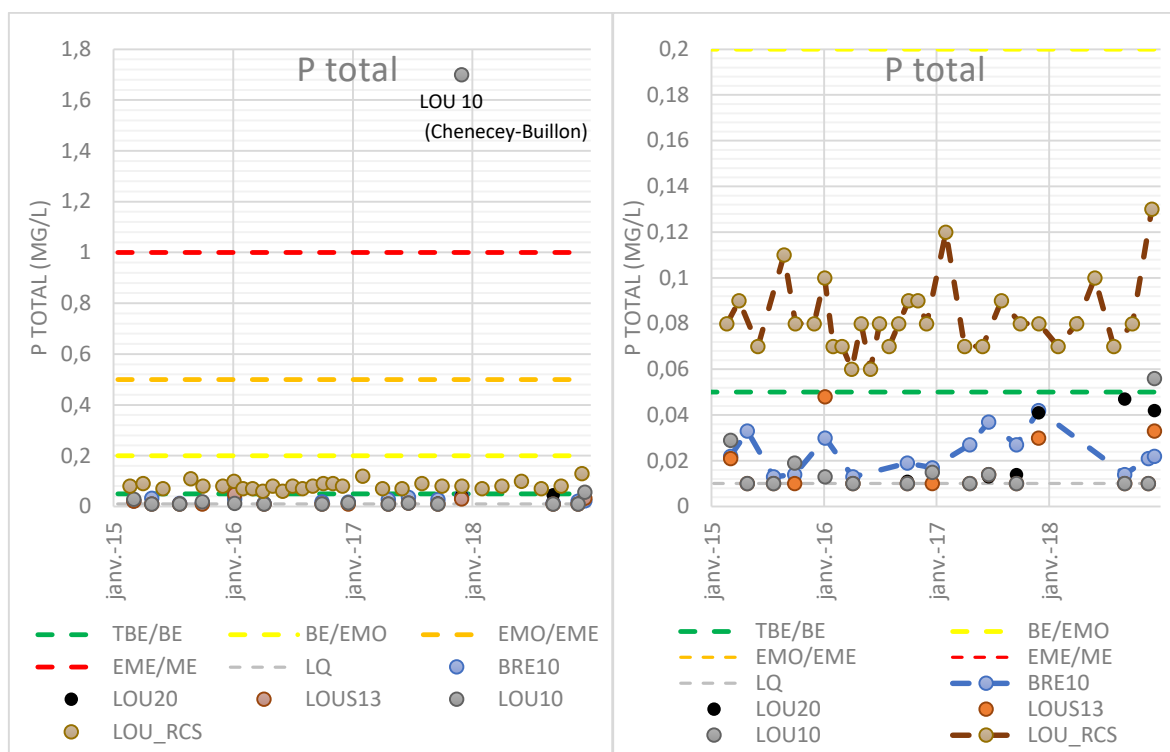 P total
P TOTAL (MG/L)
1,8
1,6
1,4
1,2
1
0,8
0,6
0,4
0,2
0
LOU 10
(Chenecey-Buillon)
janv.-15
janv.-16
janv.-17
janv.-18
TBE/BE
BE/EMO
EMO/EME
EME/ME
LQ
BRE10
LOU20
LOUS13
LOU10
LOU_RCS
P total
P TOTAL (MG/L)
0,2
0,18
0,16
0,14
0,12
0,1
0,08
0,06
0,04
0,02
0
janv.-15
janv.-16
janv.-17
janv.-18
TBE/BE
BE/EMO
EMO/EME
EME/ME
LQ
BRE10
LOU20
LOUS13
LOU10
LOU_RCS